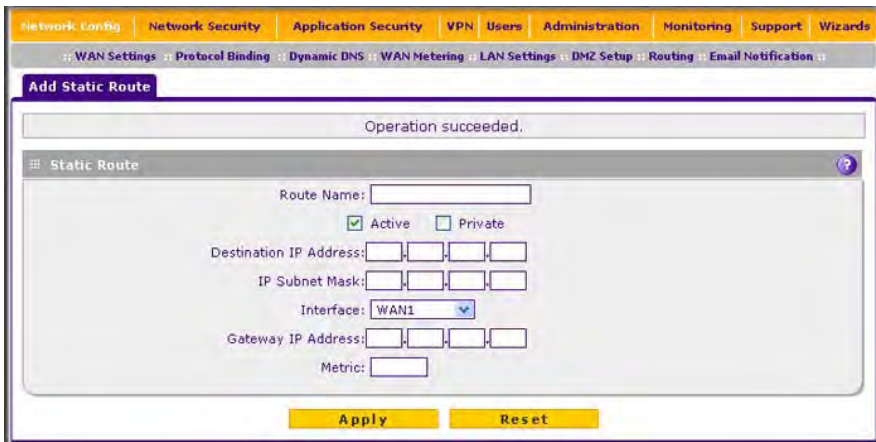 Network Config Network Security Application Security VPN Users Administration Monitoring Support Wizards
:: WAN Settings :: Protocol Binding :: Dynamic DNS :: WAN Metering :: LAN Settings :: DMZ Setup :: Routing :: Email Notification ::
Add Static Route
Operation succeeded.
Static Route ?
Route Name:
Active Private
Destination IP Address: . . .
IP Subnet Mask: . . .
Interface: WAN1
Gateway IP Address: . . .
Metric:
Apply Reset